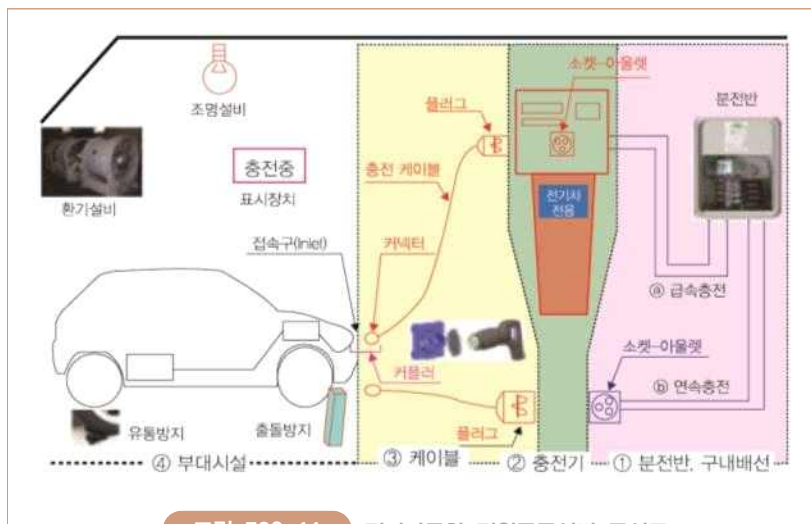 조명설비
환기설비
충전중
표시장치
플러그
소켓-아울렛
분전반
충전 케이블
전기차
전용
접속구(Inlet)
커넥터
ⓐ 급속충전
커플러
소켓-아울렛
ⓑ 연속충전
유동방지
충돌방지
플러그
④ 부대시설
③ 케이블
② 충전기
① 분전반, 구내배선